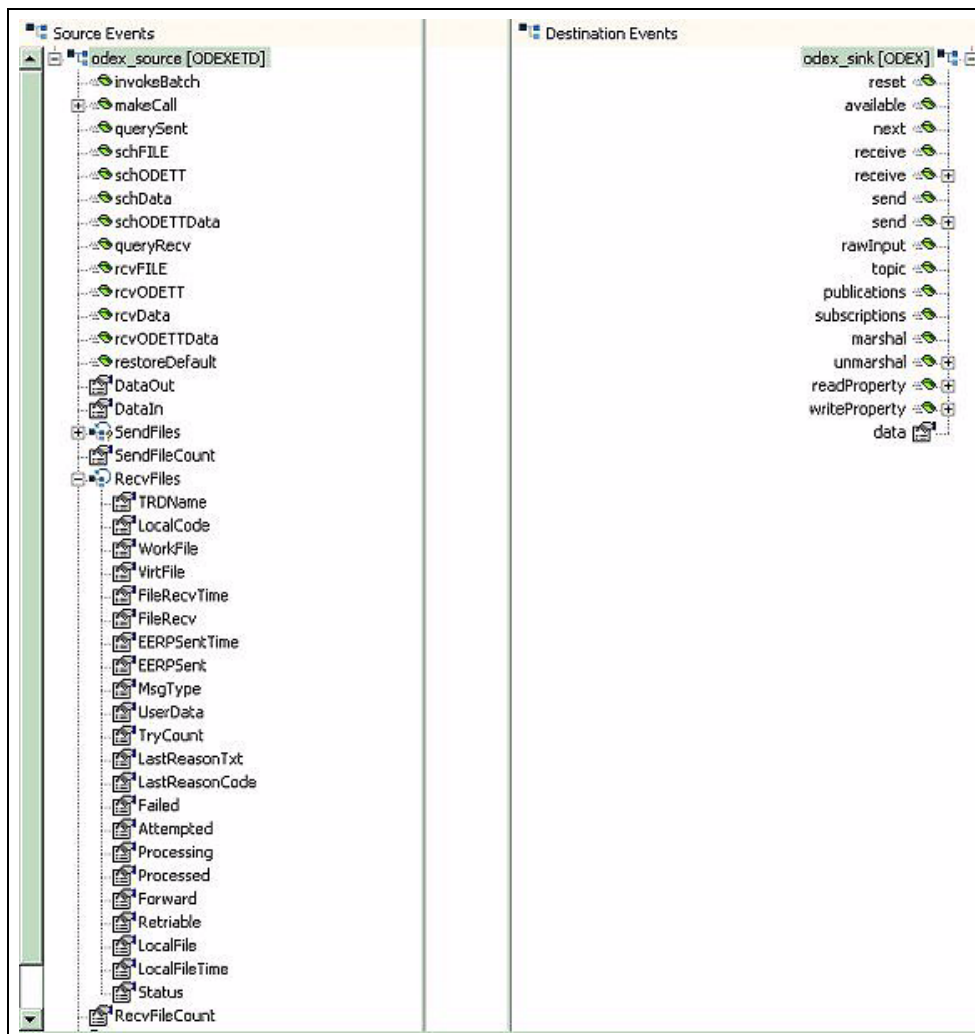 Source Events
odex_source [ODEXETD]
invokeBatch
makeCall
querySent
schFILE
schODETT
schData
schODETTData
queryRecv
rcvFILE
rcvODETT
rcvData
rcvODETTData
restoreDefault
DataOut
DataIn
SendFiles
SendFileCount
RecvFiles
TRDName
LocalCode
WorkFile
VirtFile
FileRecvTime
FileRecv
EERPSentTime
EERPSent
MsgType
UserData
TryCount
LastReasonTxt
LastReasonCode
Failed
Attempted
Processing
Processed
Forward
Retriable
LocalFile
LocalFileTime
Status
RecvFileCount
Destination Events
odex_sink [ODEX]
reset
available
next
receive
receive
send
send
rawInput
topic
publications
subscriptions
marshal
unmarshal
readProperty
writeProperty
data